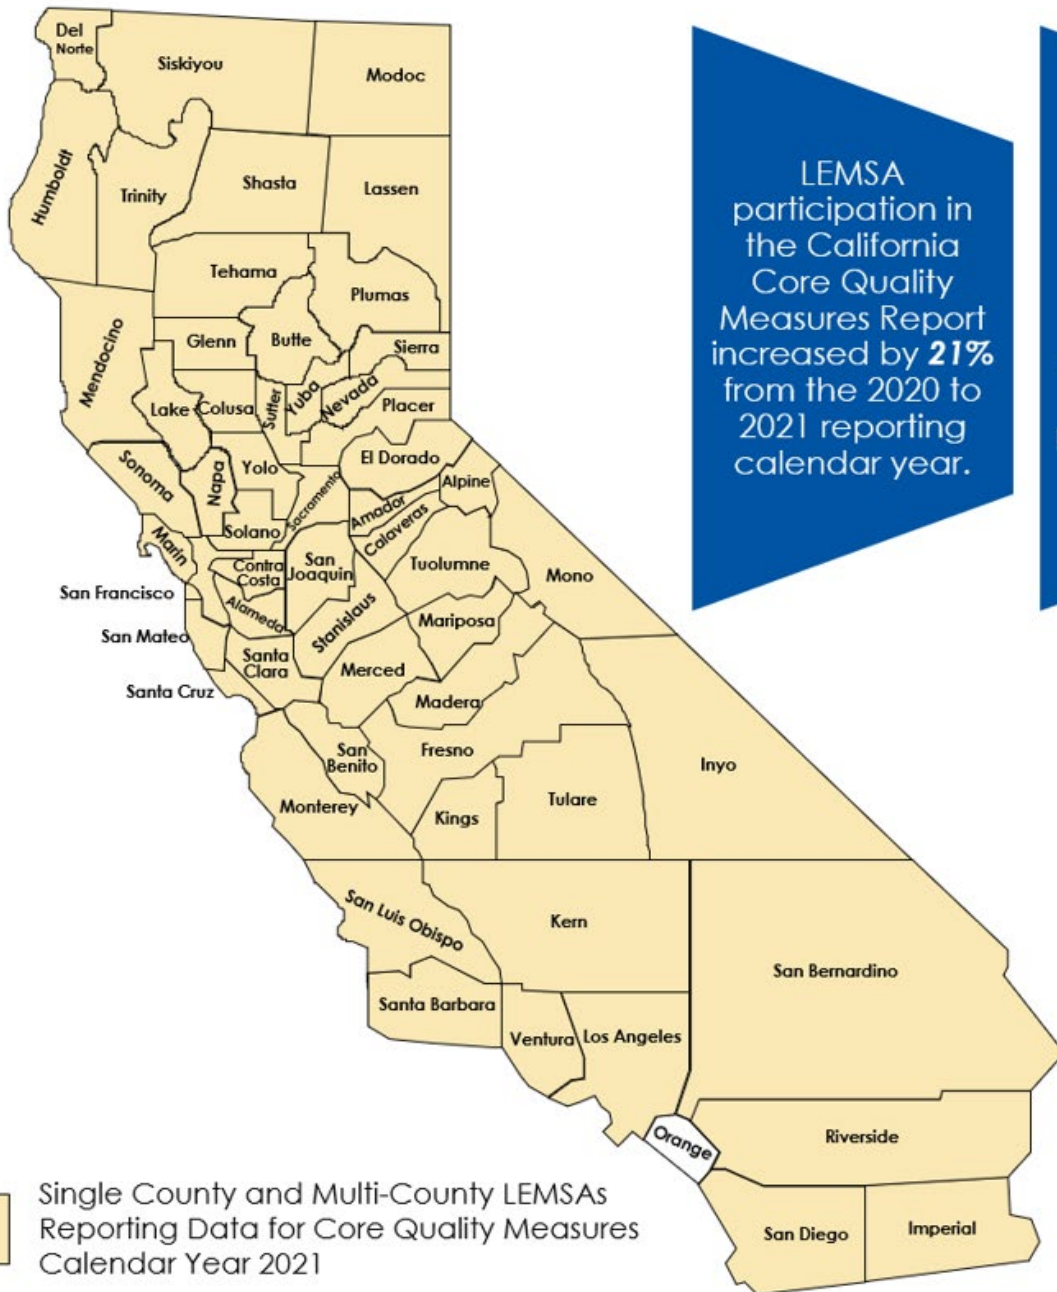 Del
Norte
Siskiyou
Modoc
Humboldt
Trinity
Shasta
Lassen
Tehama
Plumas
Mendocino
Glenn
Butte
Sierra
Lake
Colusa
Sutter
Yuba
Nevada
Placer
Sonoma
Napa
Yolo
Sacramento
El Dorado
Alpine
Solano
Amador
Calaveras
Marin
Contra
Costa
San
Joaquin
Tuolumne
Mono
San Francisco
Alameda
Stanislaus
Mariposa
San Mateo
Santa
Clara
Merced
Santa Cruz
Madera
San
Benito
Fresno
Inyo
Monterey
Kings
Tulare
San Luis Obispo
Kern
San Bernardino
Santa Barbara
Ventura
Los Angeles
Orange
Riverside
San Diego
Imperial
LEMSA
participation in
the California
Core Quality
Measures Report
increased by 21%
from the 2020 to
2021 reporting
calendar year.
Single County and Multi-County LEMSAs
Reporting Data for Core Quality Measures
Calendar Year 2021